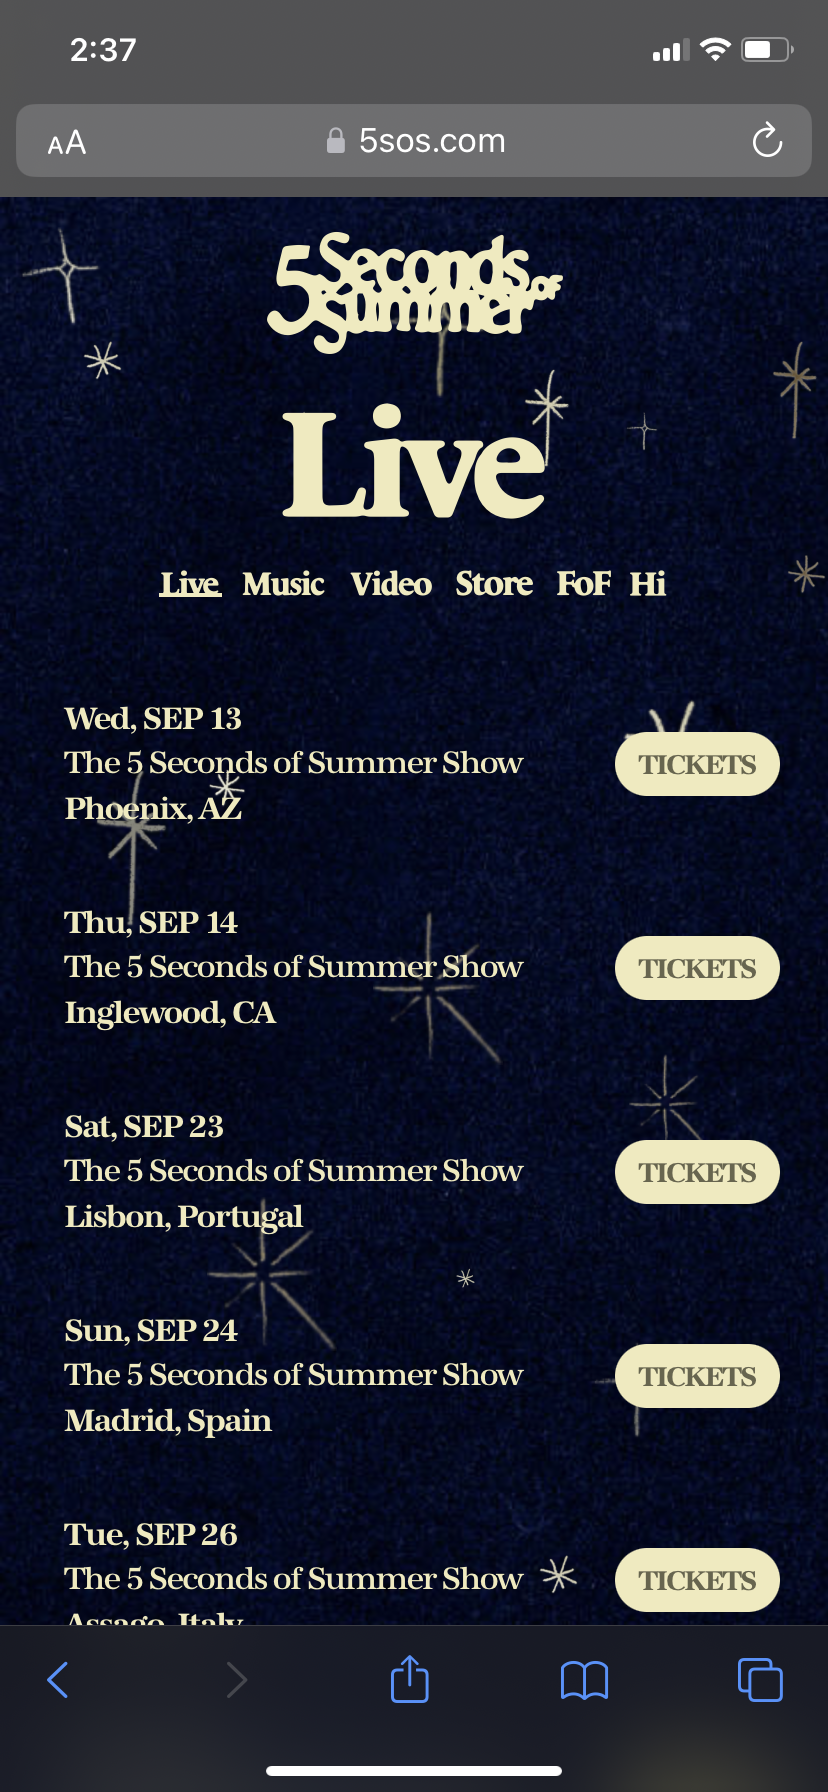 2:37
AA 5sos.com
5 Seconds of Summer
Live
Live Music Video Store FoF Hi
Wed, SEP 13
The 5 Seconds of Summer Show
Phoenix, AZ
TICKETS
Thu, SEP 14
The 5 Seconds of Summer Show
Inglewood, CA
TICKETS
Sat, SEP 23
The 5 Seconds of Summer Show
Lisbon, Portugal
TICKETS
Sun, SEP 24
The 5 Seconds of Summer Show
Madrid, Spain
TICKETS
Tue, SEP 26
The 5 Seconds of Summer Show
Assago, Italy
TICKETS